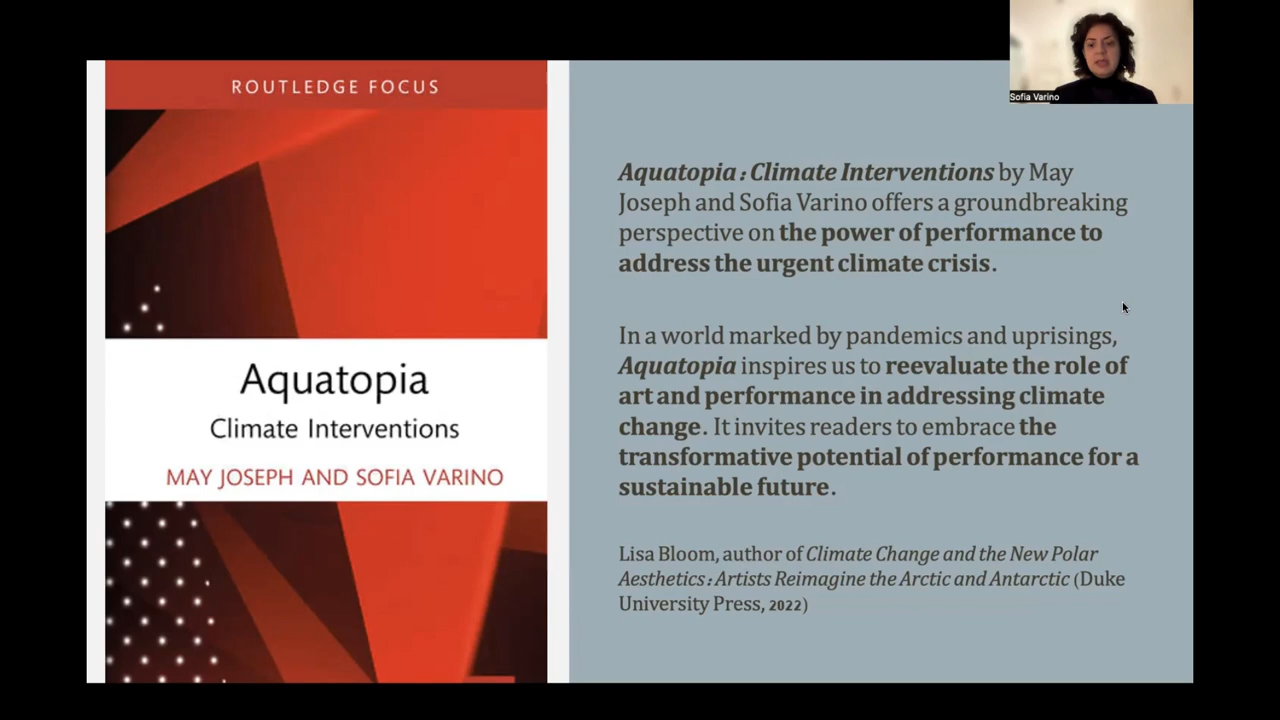 ROUTLEDGE FOCUS
Aquatopia
Climate Interventions
MAY JOSEPH AND SOFIA VARINO
Sofia Varino
Aquatopia: Climate Interventions by May
Joseph and Sofia Varino offers a groundbreaking
perspective on the power of performance to
address the urgent climate crisis.
In a world marked by pandemics and uprisings,
Aquatopia inspires us to reevaluate the role of
art and performance in addressing climate
change. It invites readers to embrace the
transformative potential of performance for a
sustainable future.
Lisa Bloom, author of Climate Change and the New Polar
Aesthetics: Artists Reimagine the Arctic and Antarctic (Duke
University Press, 2022)